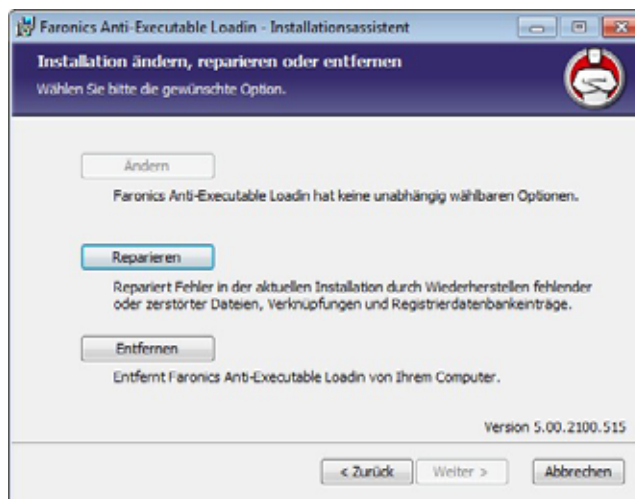 Faronics Anti-Executable Loadin - Installationsassistent
Installation ändern, reparieren oder entfernen
Wählen Sie bitte die gewünschte Option.
Ändern
Faronics Anti-Executable Loadin hat keine unabhängig wählbaren Optionen.
Reparieren
Repariert Fehler in der aktuellen Installation durch Wiederherstellen fehlender
oder zerstörter Dateien, Verknüpfungen und Registrierdatenbankeinträge.
Entfernen
Entfernt Faronics Anti-Executable Loadin von Ihrem Computer.
Version 5.00.2100.515
< Zurück
Weiter >
Abbrechen